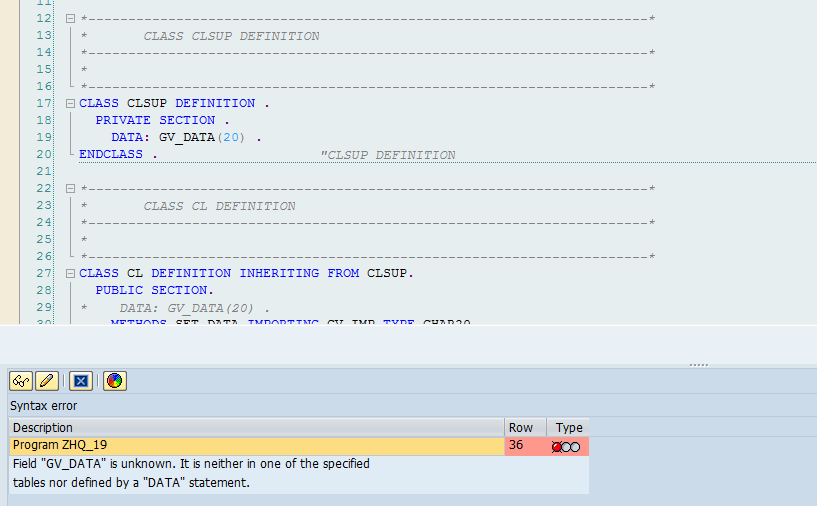 11
12 *----------------------------------------------------------------------*
13 *       CLASS CLSUP DEFINITION
14 *----------------------------------------------------------------------*
15 *
16 *----------------------------------------------------------------------*
17 CLASS CLSUP DEFINITION .
18   PRIVATE SECTION .
19     DATA: GV_DATA(20) .
20 ENDCLASS .                    "CLSUP DEFINITION
21
22 *----------------------------------------------------------------------*
23 *       CLASS CL DEFINITION
24 *----------------------------------------------------------------------*
25 *
26 *----------------------------------------------------------------------*
27 CLASS CL DEFINITION INHERITING FROM CLSUP.
28   PUBLIC SECTION.
29 *    DATA: GV_DATA(20) .
30     METHODS SET_DATA IMPORTING GV_IMP TYPE CHAR20
Syntax error
Description Row Type
Program ZHQ_19 36
Field "GV_DATA" is unknown. It is neither in one of the specified
tables nor defined by a "DATA" statement.